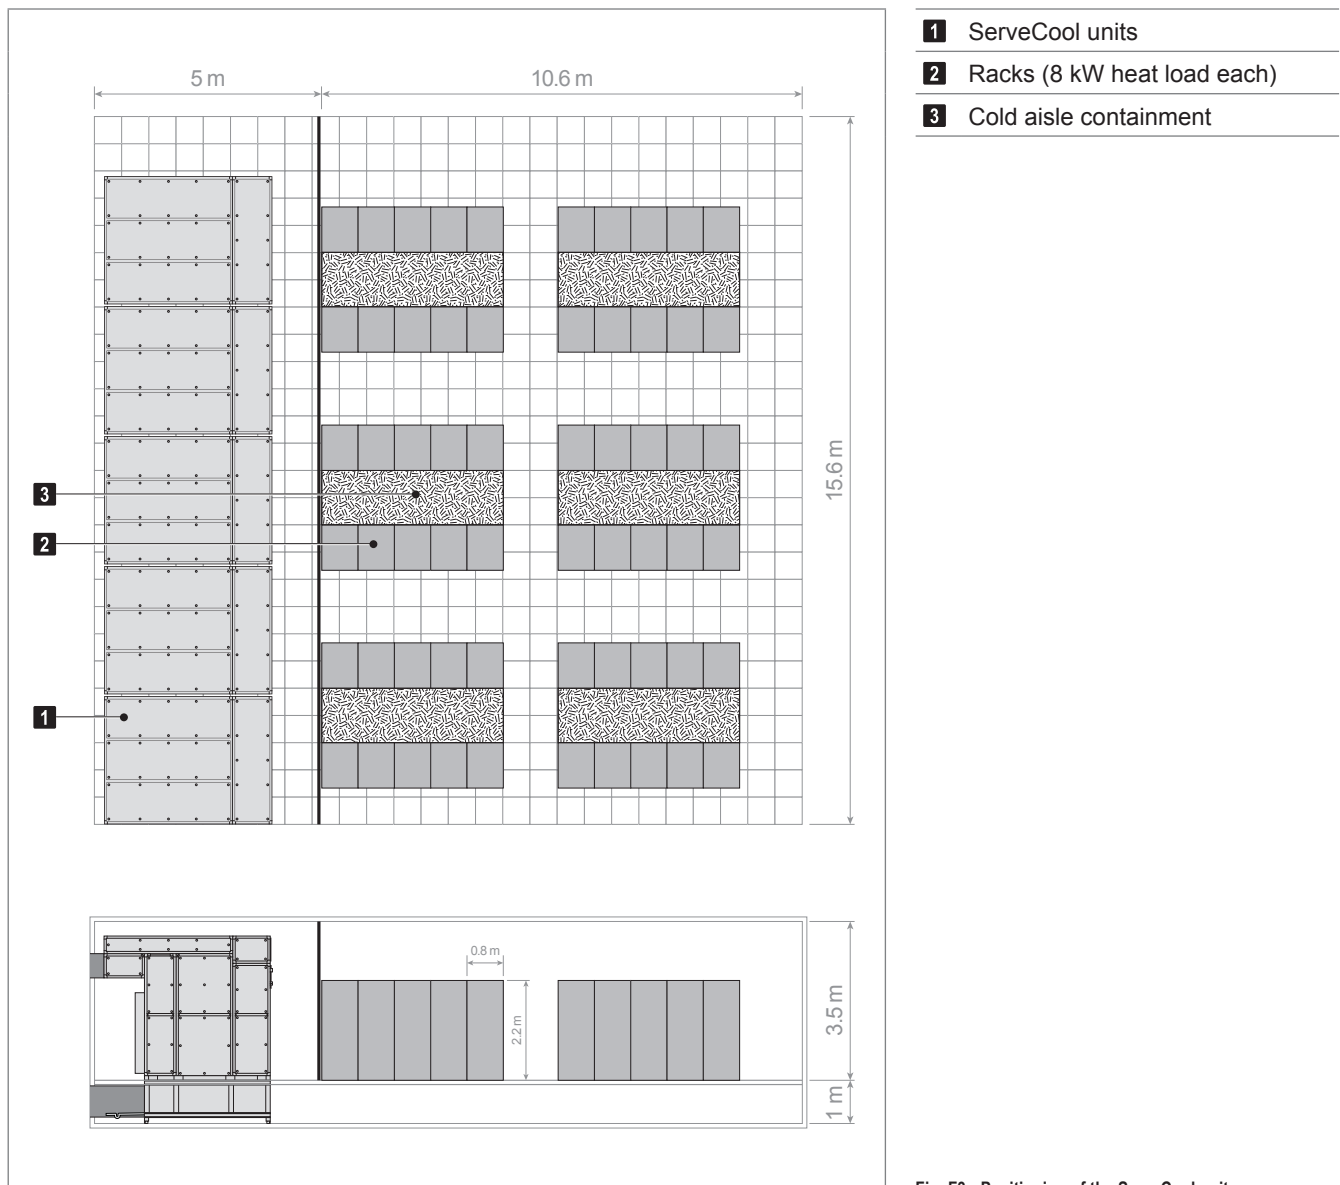 5 m
10.6 m
15.6 m
3
2
1
0.8 m
2.2 m
3.5 m
1 m
1 ServeCool units
2 Racks (8 kW heat load each)
3 Cold aisle containment